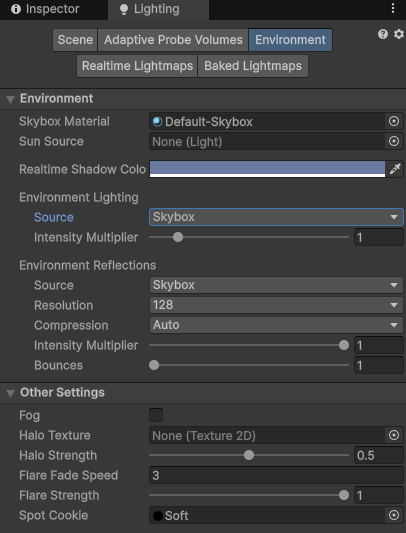 Inspector Lighting
Scene Adaptive Probe Volumes Environment
Realtime Lightmaps Baked Lightmaps
Environment
Skybox Material Default-Skybox
Sun Source None (Light)
Realtime Shadow Colo
Environment Lighting
Source Skybox
Intensity Multiplier 1
Environment Reflections
Source Skybox
Resolution 128
Compression Auto
Intensity Multiplier 1
Bounces 1
Other Settings
Fog
Halo Texture None (Texture 2D)
Halo Strength 0.5
Flare Fade Speed 3
Flare Strength 1
Spot Cookie Soft